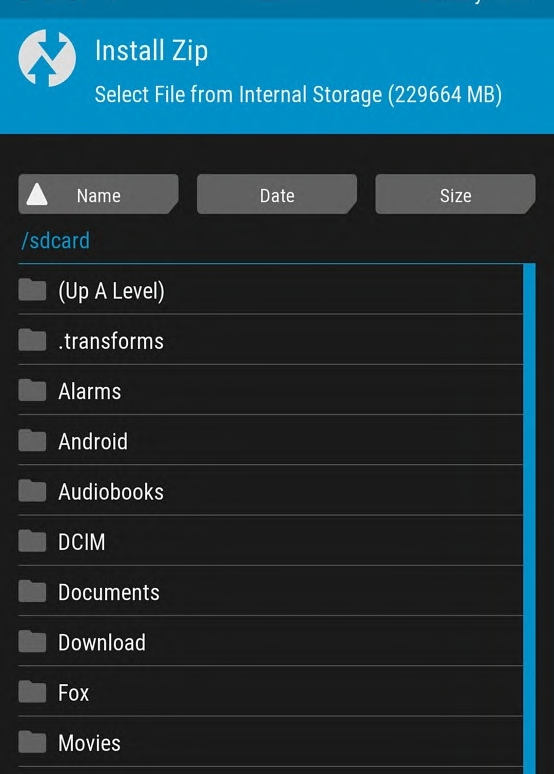 Install Zip
Select File from Internal Storage (229664 MB)
Name Date Size
/sdcard
(Up A Level)
.transforms
Alarms
Android
Audiobooks
DCIM
Documents
Download
Fox
Movies